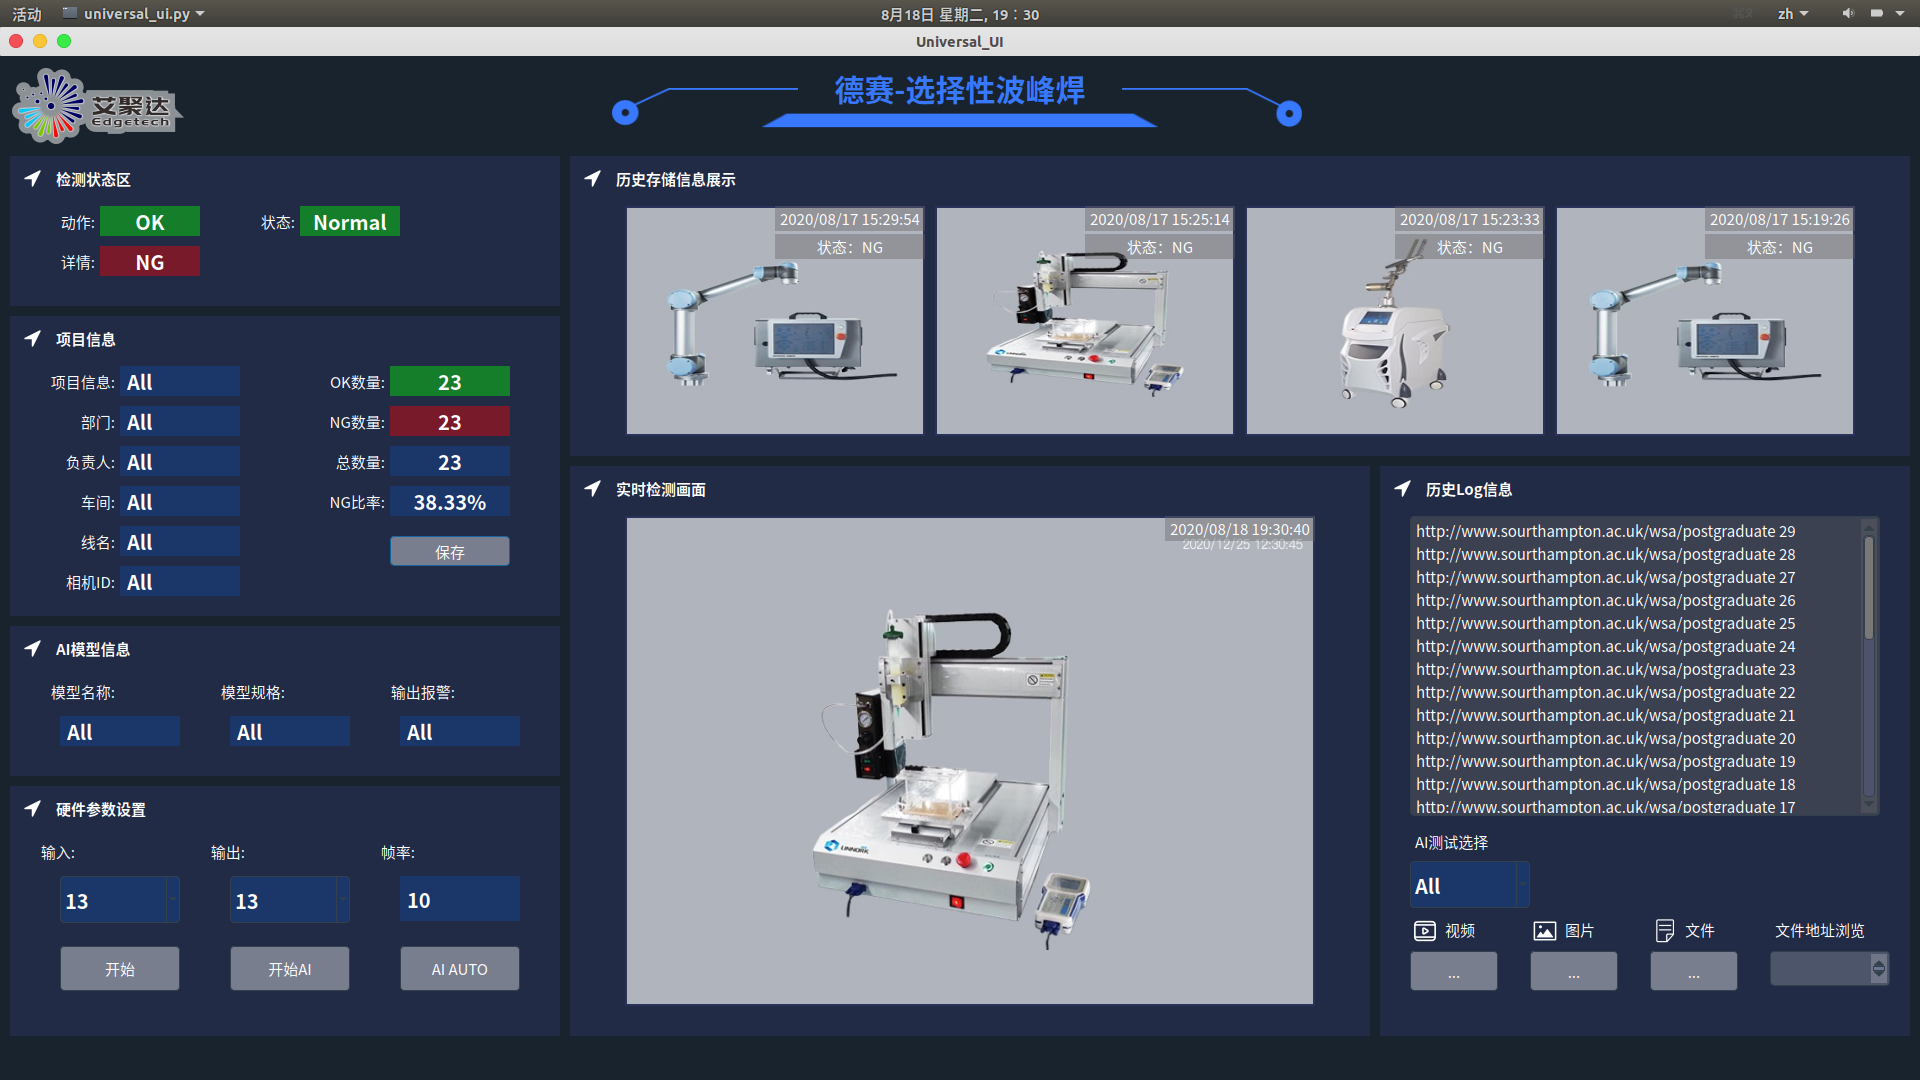 活动 universal_ui.py 8月18日 星期二, 19：30 zh
Universal_UI
艾聚达
Edgetech
德赛-选择性波峰焊
检测状态区
动作: OK 状态: Normal
详情: NG
项目信息
项目信息: All OK数量: 23
部门: All NG数量: 23
负责人: All 总数量: 23
车间: All NG比率: 38.33%
线名: All
保存
相机ID: All
AI模型信息
模型名称: 模型规格: 输出报警:
All All All
硬件参数设置
输入: 输出: 帧率:
13 13 10
开始 开始AI AI AUTO
历史存储信息展示
2020/08/17 15:29:54
状态：NG
2020/08/17 15:25:14
状态：NG
2020/08/17 15:23:33
状态：NG
2020/08/17 15:19:26
状态：NG
实时检测画面
2020/08/18 19:30:40
2020/12/25 12:30:45
UNNORK
历史Log信息
http://www.sourthampton.ac.uk/wsa/postgraduate 29
http://www.sourthampton.ac.uk/wsa/postgraduate 28
http://www.sourthampton.ac.uk/wsa/postgraduate 27
http://www.sourthampton.ac.uk/wsa/postgraduate 26
http://www.sourthampton.ac.uk/wsa/postgraduate 25
http://www.sourthampton.ac.uk/wsa/postgraduate 24
http://www.sourthampton.ac.uk/wsa/postgraduate 23
http://www.sourthampton.ac.uk/wsa/postgraduate 22
http://www.sourthampton.ac.uk/wsa/postgraduate 21
http://www.sourthampton.ac.uk/wsa/postgraduate 20
http://www.sourthampton.ac.uk/wsa/postgraduate 19
http://www.sourthampton.ac.uk/wsa/postgraduate 18
http://www.sourthampton.ac.uk/wsa/postgraduate 17
AI测试选择
All
视频 图片 文件 文件地址浏览
... ... ...